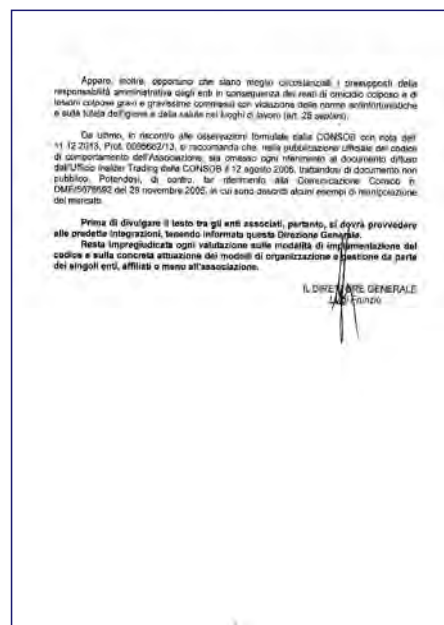 Appare, inoltre, opportuno che siano meglio circostanziati i presupposti della
responsabilità amministrativa degli enti in conseguenza dei reati di omicidio colposo e di
lesioni colpose gravi e gravissime commessi con violazione delle norme antinfortunistiche
e sulla tutela dell'igiene e della salute nei luoghi di lavoro (art. 25 septies).
Da ultimo, in riscontro alle osservazioni formulate dalla CONSOB con nota dell'
11.12.2013, Prot. si raccomanda che, nella pubblicazione ufficiale del codice
di comportamento dell'Associazione, sia omesso ogni riferimento al documento diffuso
dall'Ufficio Insider Trading della CONSOB il 12 agosto 2005, trattandosi di documento non
pubblico. Potendosi, di contro, far riferimento alla Comunicazione Consob n.
del 29 novembre 2005, in cui sono descritti alcuni esempi di manipolazione
del mercato.
Prima di divulgare il testo tra gli enti associati, pertanto, si dovrà provvedere
alle predette integrazioni, tenendo informata questa Direzione Generale.
Resta impregiudicata ogni valutazione sulle modalità di implementazione del
codice e sulla concreta attuazione dei modelli di organizzazione e gestione da parte
dei singoli enti, affiliati o meno all'associazione.
IL DIRETTORE GENERALE